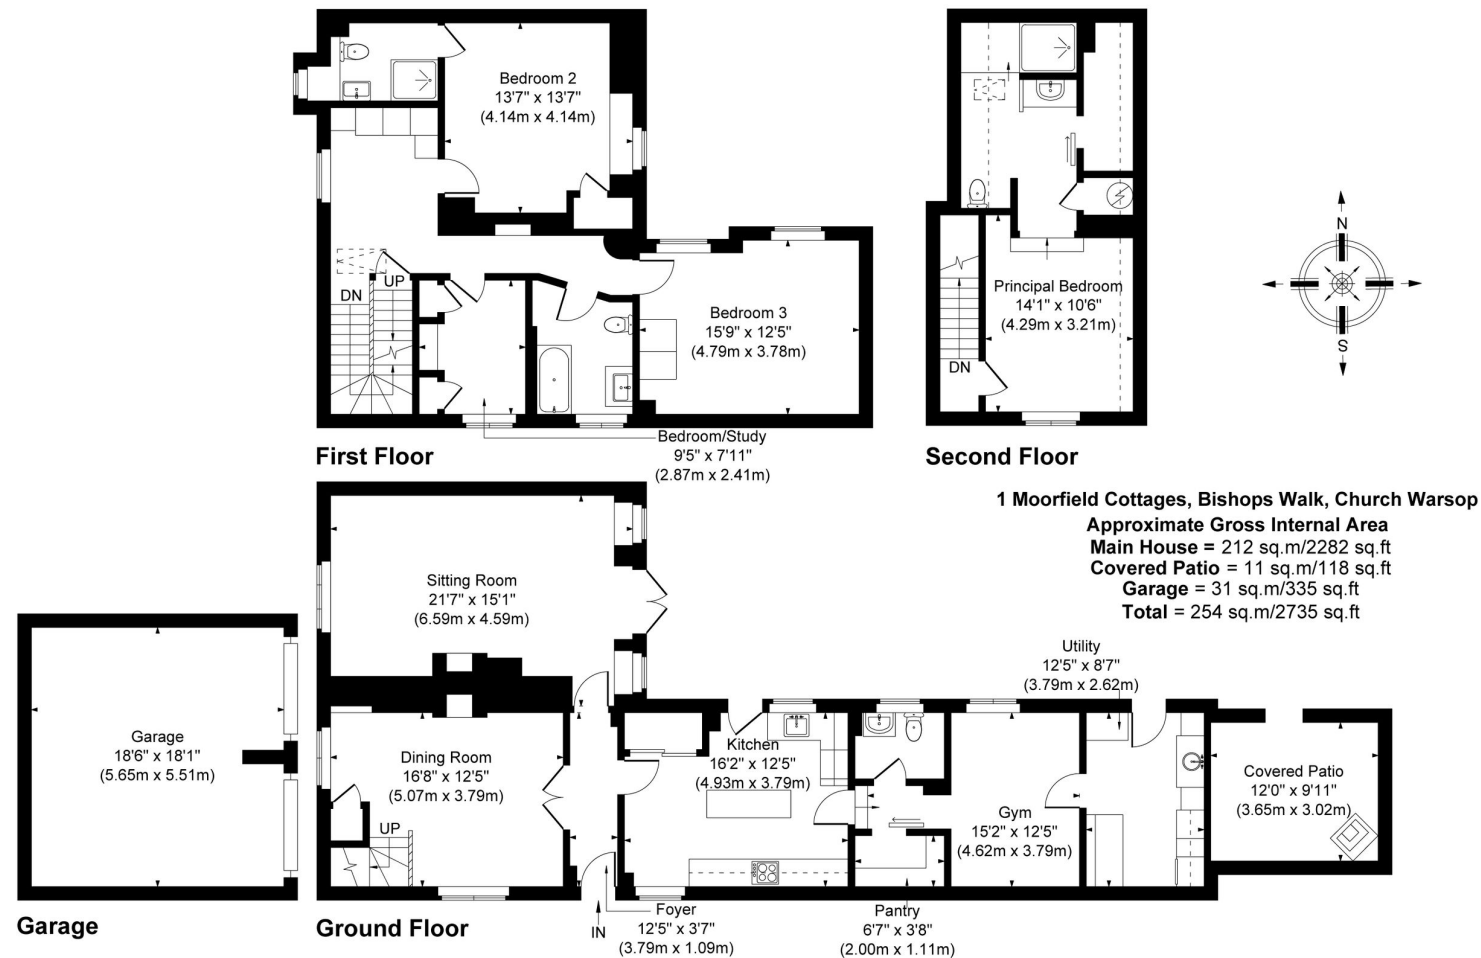 Bedroom 2
13'7" x 13'7"
(4.14m x 4.14m)
UP
DN
Bedroom 3
15'9" x 12'5"
(4.79m x 3.78m)
Bedroom/Study
9'5" x 7'11"
(2.87m x 2.41m)
First Floor
Principal Bedroom
14'1" x 10'6"
(4.29m x 3.21m)
DN
Second Floor
N
S
1 Moorfield Cottages, Bishops Walk, Church Warsop
Approximate Gross Internal Area
Main House = 212 sq.m/2282 sq.ft
Covered Patio = 11 sq.m/118 sq.ft
Garage = 31 sq.m/335 sq.ft
Total = 254 sq.m/2735 sq.ft
Sitting Room
21'7" x 15'1"
(6.59m x 4.59m)
Garage
18'6" x 18'1"
(5.65m x 5.51m)
Garage
Dining Room
16'8" x 12'5"
(5.07m x 3.79m)
UP
Kitchen
16'2" x 12'5"
(4.93m x 3.79m)
Gym
15'2" x 12'5"
(4.62m x 3.79m)
Utility
12'5" x 8'7"
(3.79m x 2.62m)
Covered Patio
12'0" x 9'11"
(3.65m x 3.02m)
Ground Floor
IN
Foyer
12'5" x 3'7"
(3.79m x 1.09m)
Pantry
6'7" x 3'8"
(2.00m x 1.11m)